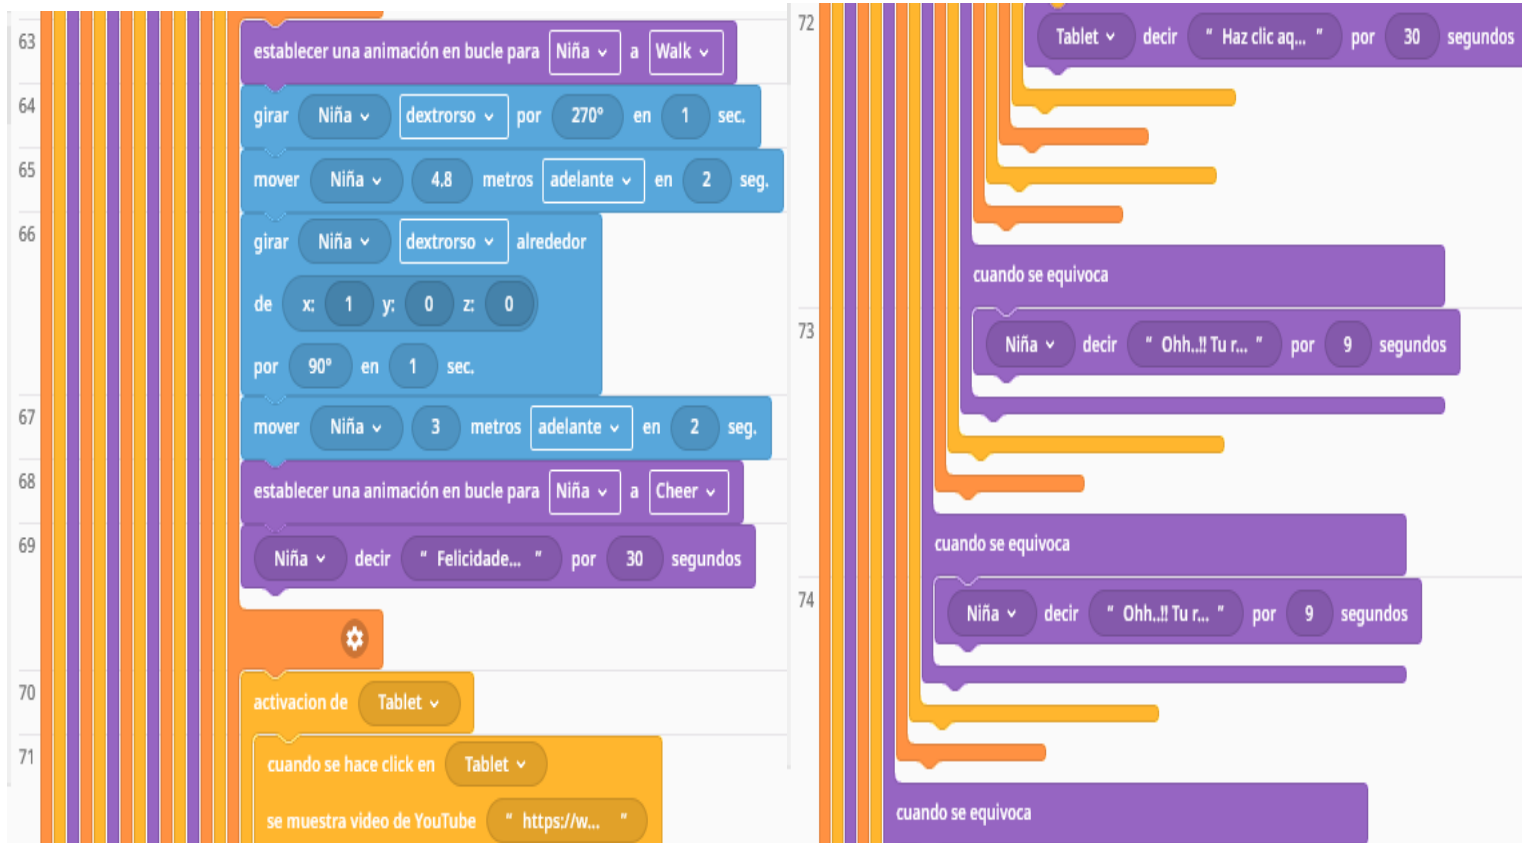 63
establecer una animación en bucle para Niña a Walk
64
girar Niña dextrorso por 270° en 1 sec.
65
mover Niña 4.8 metros adelante en 2 seg.
66
girar Niña dextrorso alrededor
de x: 1 y: 0 z: 0
por 90° en 1 sec.
67
mover Niña 3 metros adelante en 2 seg.
68
establecer una animación en bucle para Niña a Cheer
69
Niña decir “ Felicidade... ” por 30 segundos
70
activacion de Tablet
71
cuando se hace click en Tablet
se muestra video de YouTube “ https://w... ”
72
Tablet decir “ Haz clic aq... ” por 30 segundos
cuando se equivoca
73
Niña decir “ Ohh..!! Tu r... ” por 9 segundos
cuando se equivoca
74
Niña decir “ Ohh..!! Tu r... ” por 9 segundos
cuando se equivoca